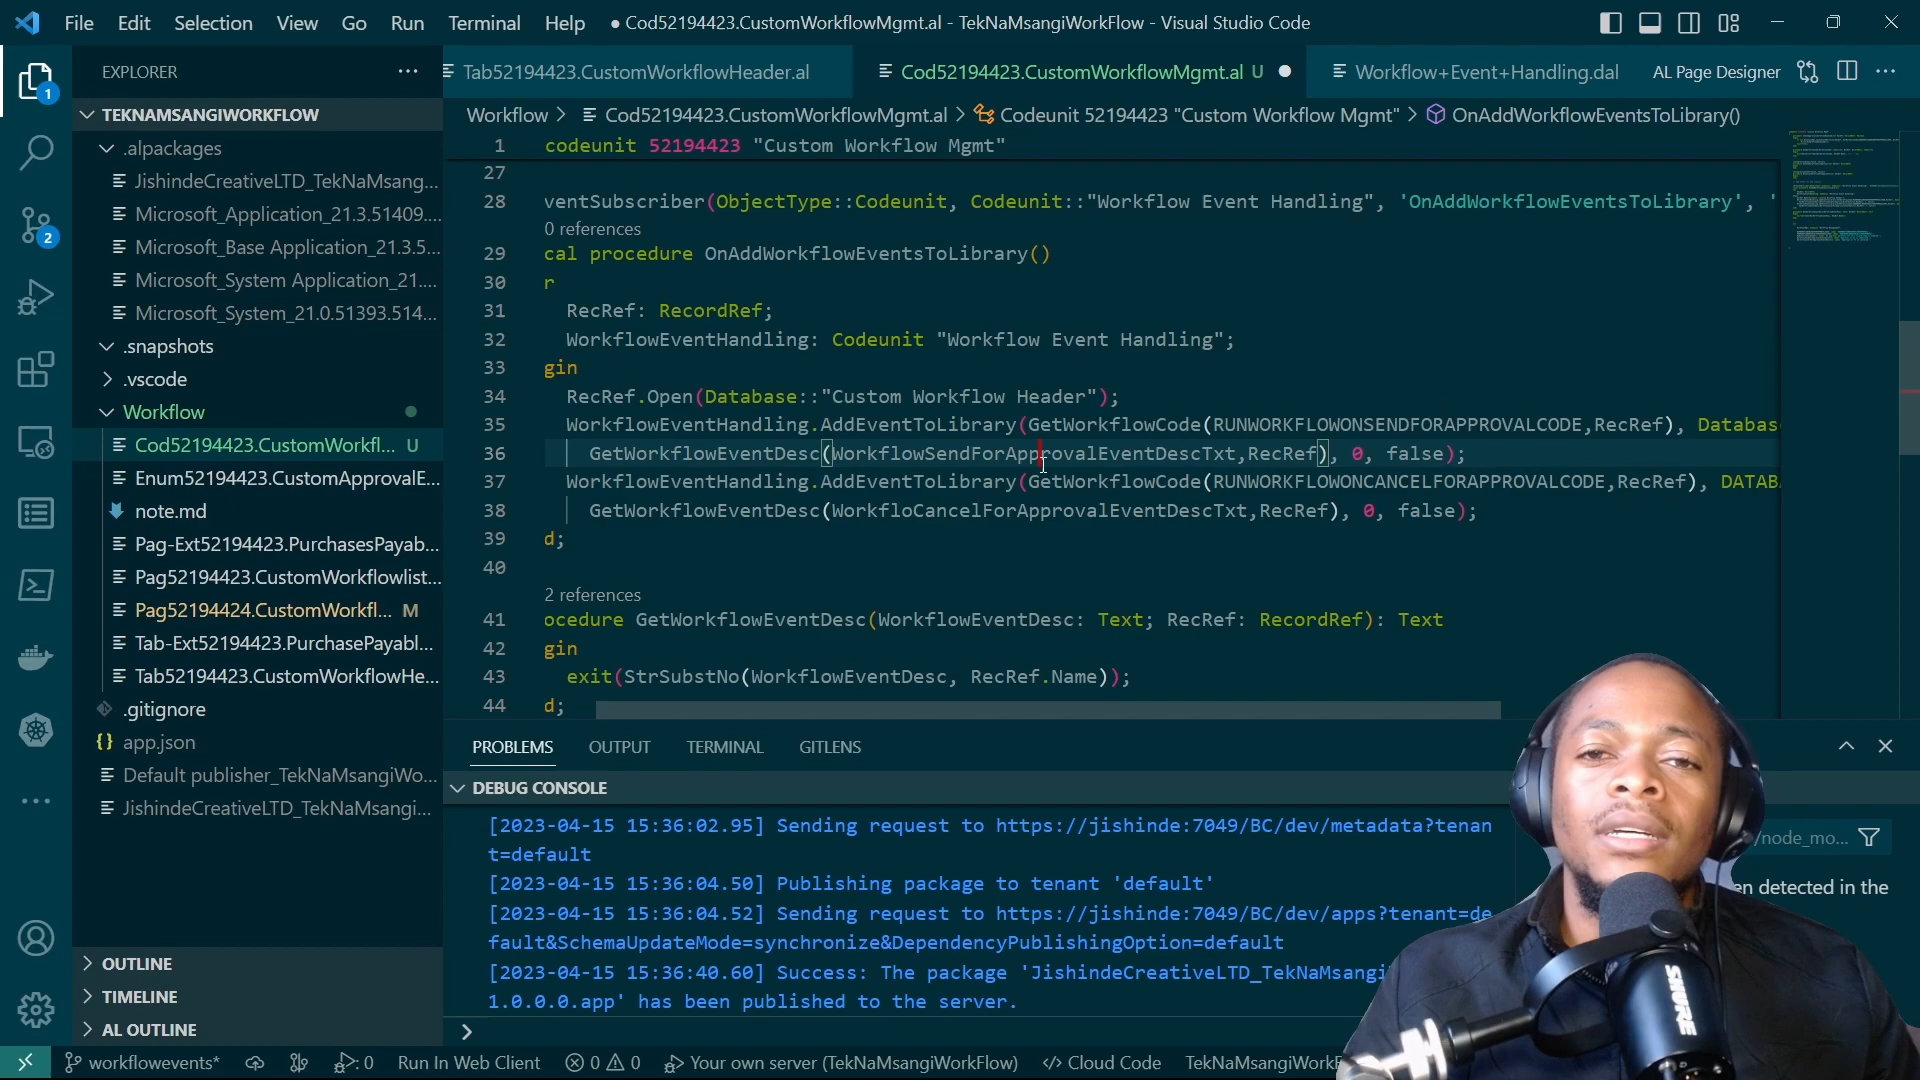 File Edit Selection View Go Run Terminal Help ● Cod52194423.CustomWorkflowMgmt.al - TekNaMsangiWorkFlow - Visual Studio Code
EXPLORER
Tab52194423.CustomWorkflowHeader.al
Cod52194423.CustomWorkflowMgmt.al U ●
Workflow+Event+Handling.dal
AL Page Designer
1
2
TEKNAMSANGIWORKFLOW
.alpackages
JishindeCreativeLTD_TekNaMsang...
Microsoft_Application_21.3.51409....
Microsoft_Base Application_21.3.5...
Microsoft_System Application_21....
Microsoft_System_21.0.51393.514...
.snapshots
.vscode
Workflow
Cod52194423.CustomWorkfl... U
Enum52194423.CustomApprovalE...
note.md
Pag-Ext52194423.PurchasesPayab...
Pag52194423.CustomWorkflowlist...
Pag52194424.CustomWorkfl... M
Tab-Ext52194423.PurchasePayabl...
Tab52194423.CustomWorkflowHe...
.gitignore
app.json
Default publisher_TekNaMsangiWo...
JishindeCreativeLTD_TekNaMsangi...
OUTLINE
TIMELINE
AL OUTLINE
Workflow > Cod52194423.CustomWorkflowMgmt.al > Codeunit 52194423 "Custom Workflow Mgmt" > OnAddWorkflowEventsToLibrary()
1 codeunit 52194423 "Custom Workflow Mgmt"
27
28 ventSubscriber(ObjectType::Codeunit, Codeunit::"Workflow Event Handling", 'OnAddWorkflowEventsToLibrary', '
0 references
29 cal procedure OnAddWorkflowEventsToLibrary()
30 r
31 RecRef: RecordRef;
32 WorkflowEventHandling: Codeunit "Workflow Event Handling";
33 gin
34 RecRef.Open(Database::"Custom Workflow Header");
35 WorkflowEventHandling.AddEventToLibrary(GetWorkflowCode(RUNWORKFLOWONSENDFORAPPROVALCODE,RecRef), Databas
36 GetWorkflowEventDesc(WorkflowSendForApprovalEventDescTxt,RecRef), 0, false);
37 WorkflowEventHandling.AddEventToLibrary(GetWorkflowCode(RUNWORKFLOWONCANCELFORAPPROVALCODE,RecRef), DATAB
38 GetWorkflowEventDesc(WorkfloCancelForApprovalEventDescTxt,RecRef), 0, false);
39 d;
40
2 references
41 ocedure GetWorkflowEventDesc(WorkflowEventDesc: Text; RecRef: RecordRef): Text
42 gin
43 exit(StrSubstNo(WorkflowEventDesc, RecRef.Name));
44 d;
PROBLEMS OUTPUT TERMINAL GITLENS
DEBUG CONSOLE
[2023-04-15 15:36:02.95] Sending request to https://jishinde:7049/BC/dev/metadata?tenan
t=default
[2023-04-15 15:36:04.50] Publishing package to tenant 'default'
[2023-04-15 15:36:04.52] Sending request to https://jishinde:7049/BC/dev/apps?tenant=de
fault&SchemaUpdateMode=synchronize&DependencyPublishingOption=default
[2023-04-15 15:36:40.60] Success: The package 'JishindeCreativeLTD_TekNaMsangi
1.0.0.0.app' has been published to the server.
/node_mo...
en detected in the
SHURE
workflowevents* 0 Run In Web Client 0 0 Your own server (TekNaMsangiWorkFlow) Cloud Code TekNaMsangiWorkF